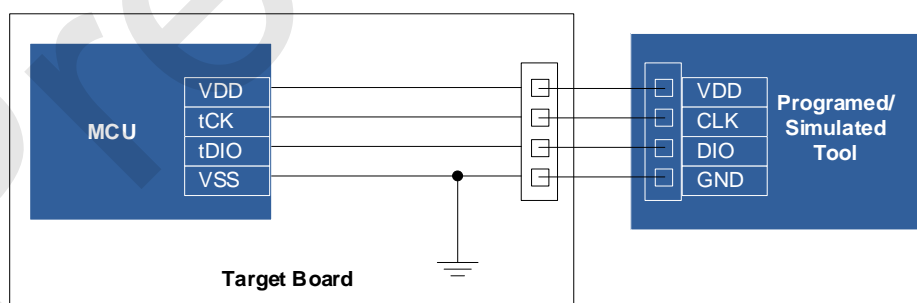 MCU
VDD
tCK
tDIO
VSS
VDD
CLK
DIO
GND
Programed/
Simulated
Tool
Target Board